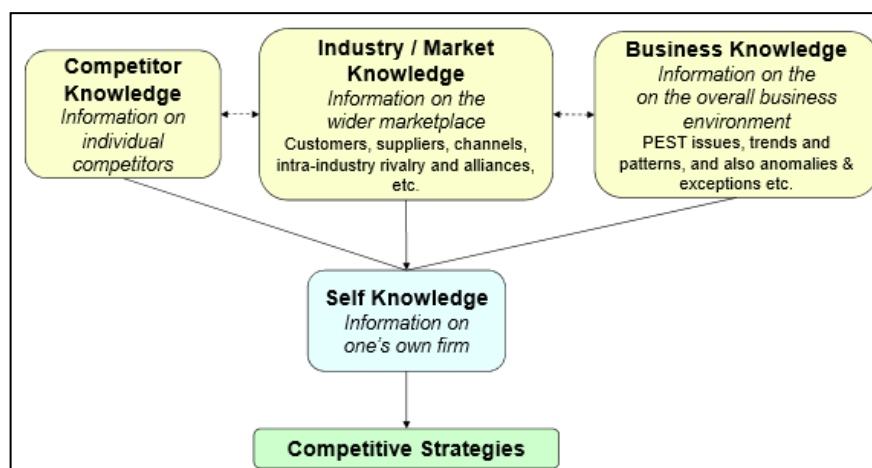 Competitor
Knowledge
Information on
individual
competitors
Industry / Market
Knowledge
Information on the
wider marketplace
Customers, suppliers, channels,
intra-industry rivalry and alliances,
etc.
Business Knowledge
Information on the
on the overall business
environment
PEST issues, trends and
patterns, and also anomalies &
exceptions etc.
Self Knowledge
Information on
one's own firm
Competitive Strategies